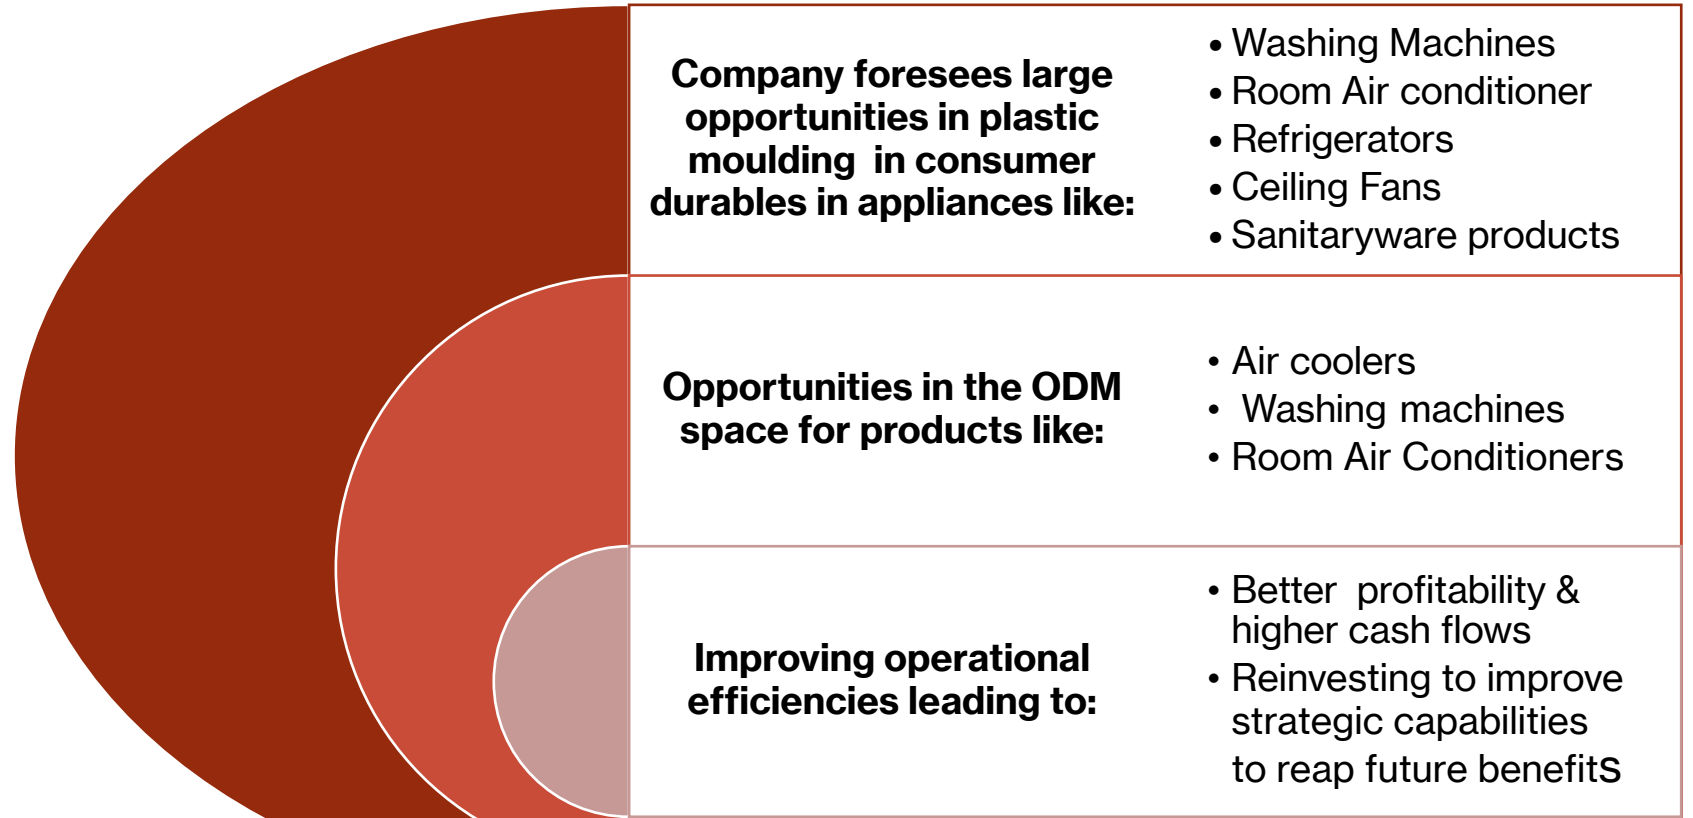 Company foresees large
opportunities in plastic
moulding  in consumer
durables in appliances like:
• Washing Machines
• Room Air conditioner
• Refrigerators
• Ceiling Fans
• Sanitaryware products
Opportunities in the ODM
space for products like:
• Air coolers
•  Washing machines
• Room Air Conditioners
Improving operational
efficiencies leading to:
• Better  profitability &
higher cash flows
• Reinvesting to improve
strategic capabilities
to reap future benefits